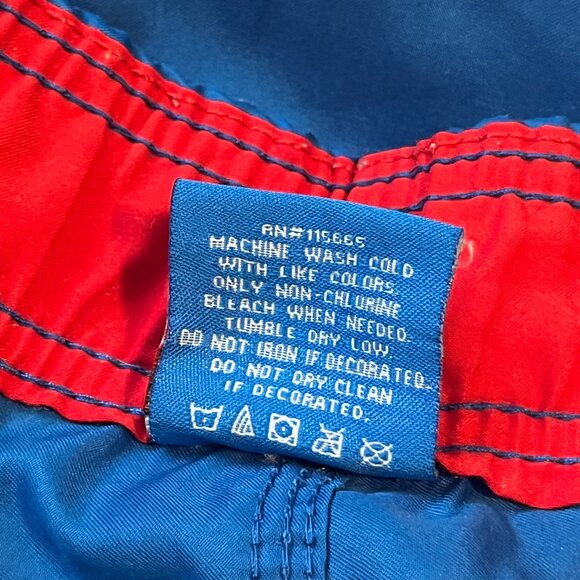 RN#115665
MACHINE WASH COLD
WITH LIKE COLORS.
ONLY NON-CHLORINE
BLEACH WHEN NEEDED.
TUMBLE DRY LOW.
DO NOT IRON IF DECORATED.
DO NOT DRY CLEAN
IF DECORATED.